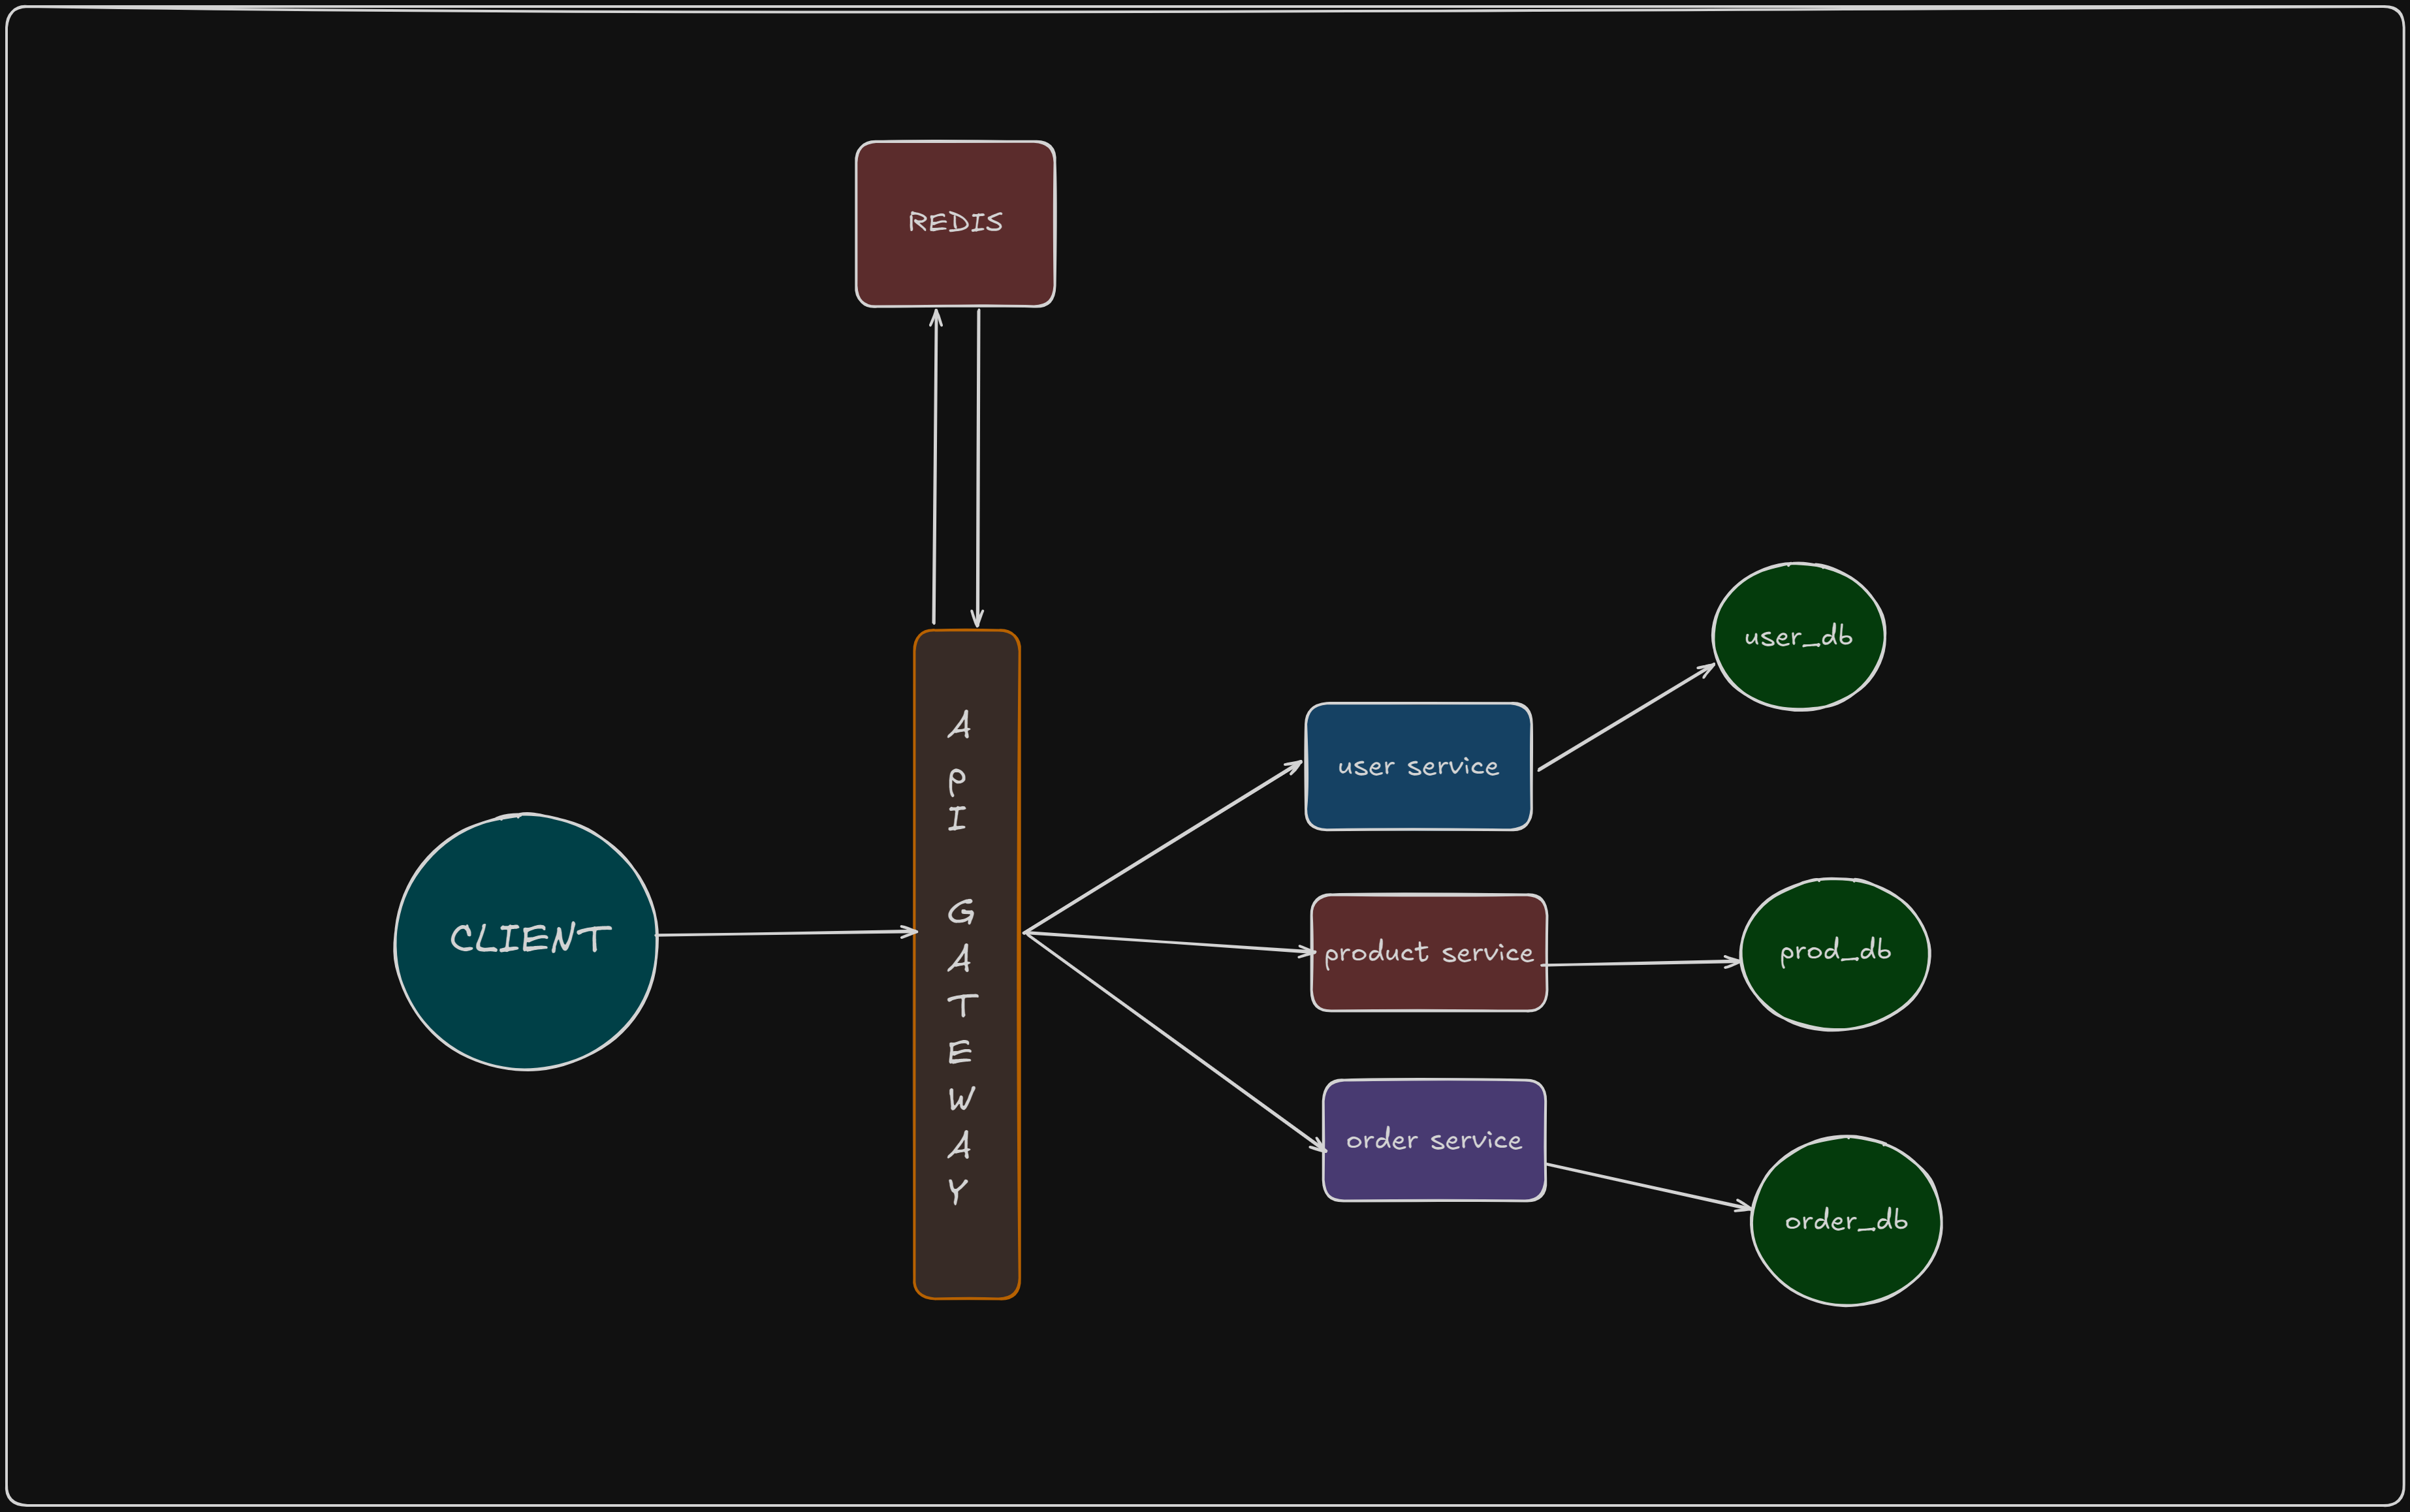 REDIS
user_db
A
P
I
G
A
T
E
W
A
Y
user service
CLIENT
product service
prod_db
order service
order_db